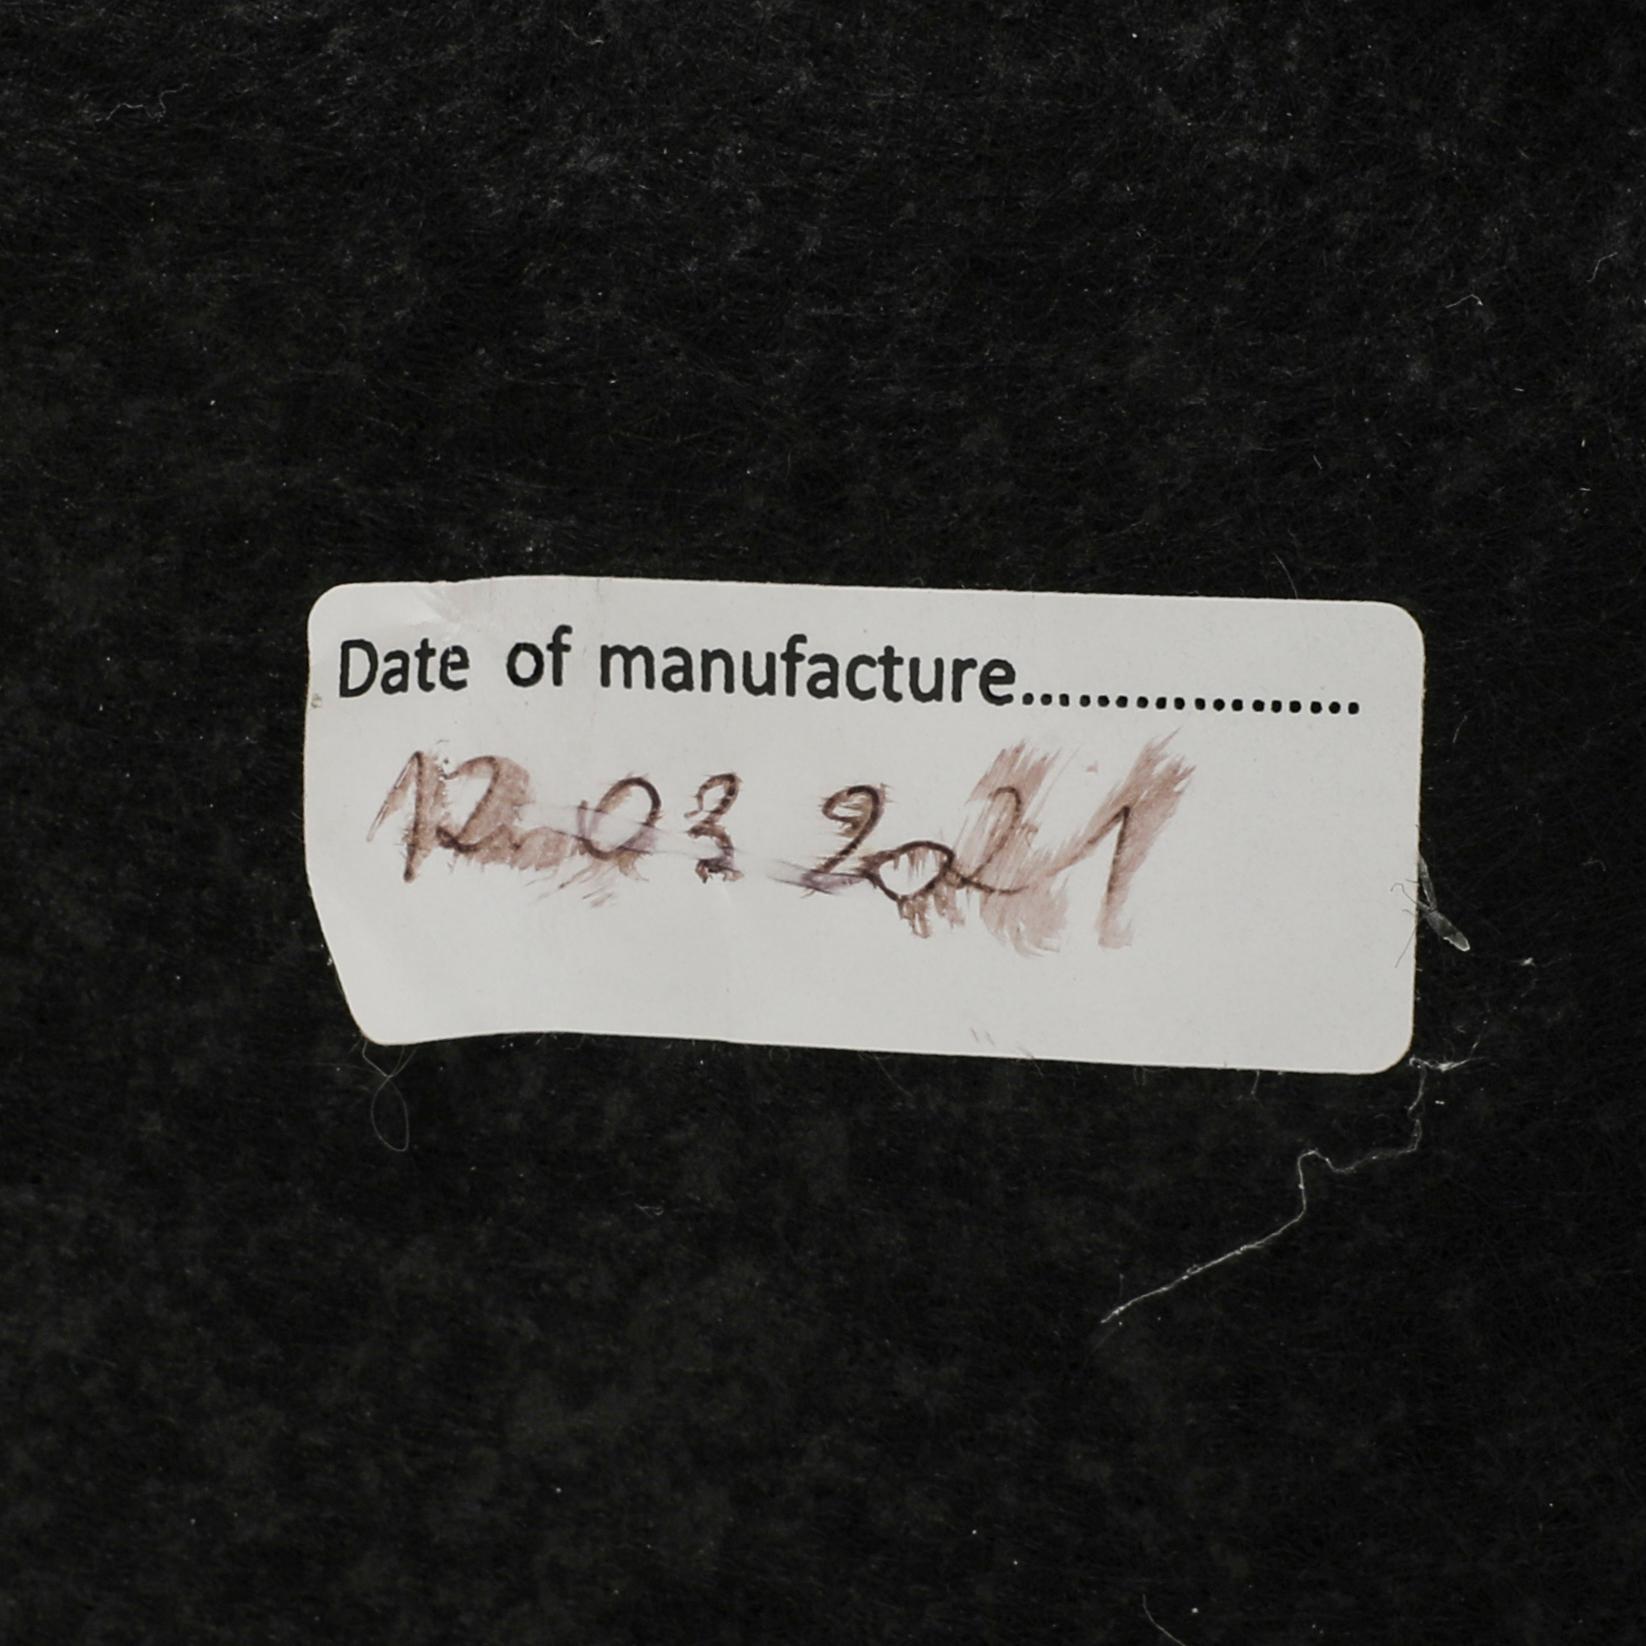 Date of manufacture..................
12.03 2021